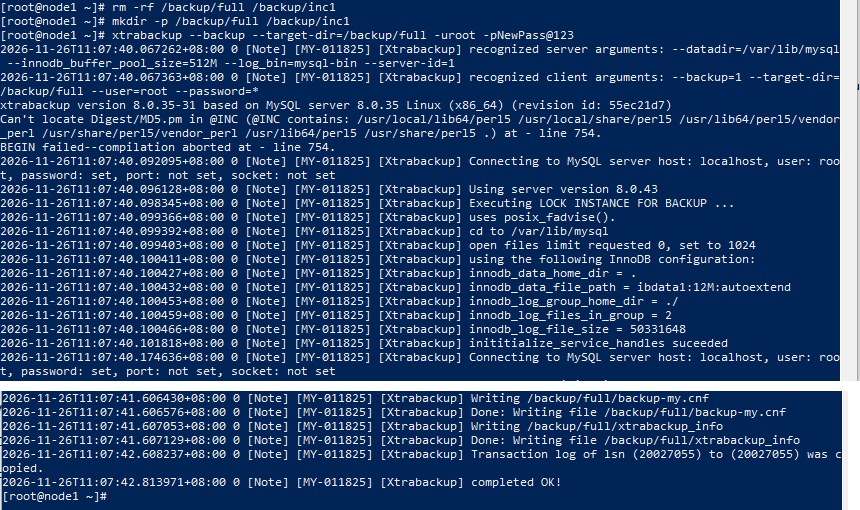 [root@node1 ~]# rm -rf /backup/full /backup/inc1
[root@node1 ~]# mkdir -p /backup/full /backup/inc1
[root@node1 ~]# xtrabackup --backup --target-dir=/backup/full -uroot -pNewPass@123
2026-11-26T11:07:40.067262+08:00 0 [Note] [MY-011825] [Xtrabackup] recognized server arguments: --datadir=/var/lib/mysql
 --innodb_buffer_pool_size=512M --log_bin=mysql-bin --server-id=1
2026-11-26T11:07:40.067363+08:00 0 [Note] [MY-011825] [Xtrabackup] recognized client arguments: --backup=1 --target-dir=
/backup/full --user=root --password=*
xtrabackup version 8.0.35-31 based on MySQL server 8.0.35 Linux (x86_64) (revision id: 55ec21d7)
Can't locate Digest/MD5.pm in @INC (@INC contains: /usr/local/lib64/perl5 /usr/local/share/perl5 /usr/lib64/perl5/vendor
_perl /usr/share/perl5/vendor_perl /usr/lib64/perl5 /usr/share/perl5 .) at - line 754.
BEGIN failed--compilation aborted at - line 754.
2026-11-26T11:07:40.092095+08:00 0 [Note] [MY-011825] [Xtrabackup] Connecting to MySQL server host: localhost, user: roo
t, password: set, port: not set, socket: not set
2026-11-26T11:07:40.096128+08:00 0 [Note] [MY-011825] [Xtrabackup] Using server version 8.0.43
2026-11-26T11:07:40.098345+08:00 0 [Note] [MY-011825] [Xtrabackup] Executing LOCK INSTANCE FOR BACKUP ...
2026-11-26T11:07:40.099366+08:00 0 [Note] [MY-011825] [Xtrabackup] uses posix_fadvise().
2026-11-26T11:07:40.099392+08:00 0 [Note] [MY-011825] [Xtrabackup] cd to /var/lib/mysql
2026-11-26T11:07:40.099403+08:00 0 [Note] [MY-011825] [Xtrabackup] open files limit requested 0, set to 1024
2026-11-26T11:07:40.100411+08:00 0 [Note] [MY-011825] [Xtrabackup] using the following InnoDB configuration:
2026-11-26T11:07:40.100427+08:00 0 [Note] [MY-011825] [Xtrabackup] innodb_data_home_dir = .
2026-11-26T11:07:40.100432+08:00 0 [Note] [MY-011825] [Xtrabackup] innodb_data_file_path = ibdata1:12M:autoextend
2026-11-26T11:07:40.100453+08:00 0 [Note] [MY-011825] [Xtrabackup] innodb_log_group_home_dir = ./
2026-11-26T11:07:40.100459+08:00 0 [Note] [MY-011825] [Xtrabackup] innodb_log_files_in_group = 2
2026-11-26T11:07:40.100466+08:00 0 [Note] [MY-011825] [Xtrabackup] innodb_log_file_size = 50331648
2026-11-26T11:07:40.101818+08:00 0 [Note] [MY-011825] [Xtrabackup] inititialize_service_handles suceeded
2026-11-26T11:07:40.174636+08:00 0 [Note] [MY-011825] [Xtrabackup] Connecting to MySQL server host: localhost, user: roo
t, password: set, port: not set, socket: not set
2026-11-26T11:07:41.606430+08:00 0 [Note] [MY-011825] [Xtrabackup] Writing /backup/full/backup-my.cnf
2026-11-26T11:07:41.606576+08:00 0 [Note] [MY-011825] [Xtrabackup] Done: Writing file /backup/full/backup-my.cnf
2026-11-26T11:07:41.607053+08:00 0 [Note] [MY-011825] [Xtrabackup] Writing /backup/full/xtrabackup_info
2026-11-26T11:07:41.607129+08:00 0 [Note] [MY-011825] [Xtrabackup] Done: Writing file /backup/full/xtrabackup_info
2026-11-26T11:07:42.608237+08:00 0 [Note] [MY-011825] [Xtrabackup] Transaction log of lsn (20027055) to (20027055) was c
opied.
2026-11-26T11:07:42.813971+08:00 0 [Note] [MY-011825] [Xtrabackup] completed OK!
[root@node1 ~]#